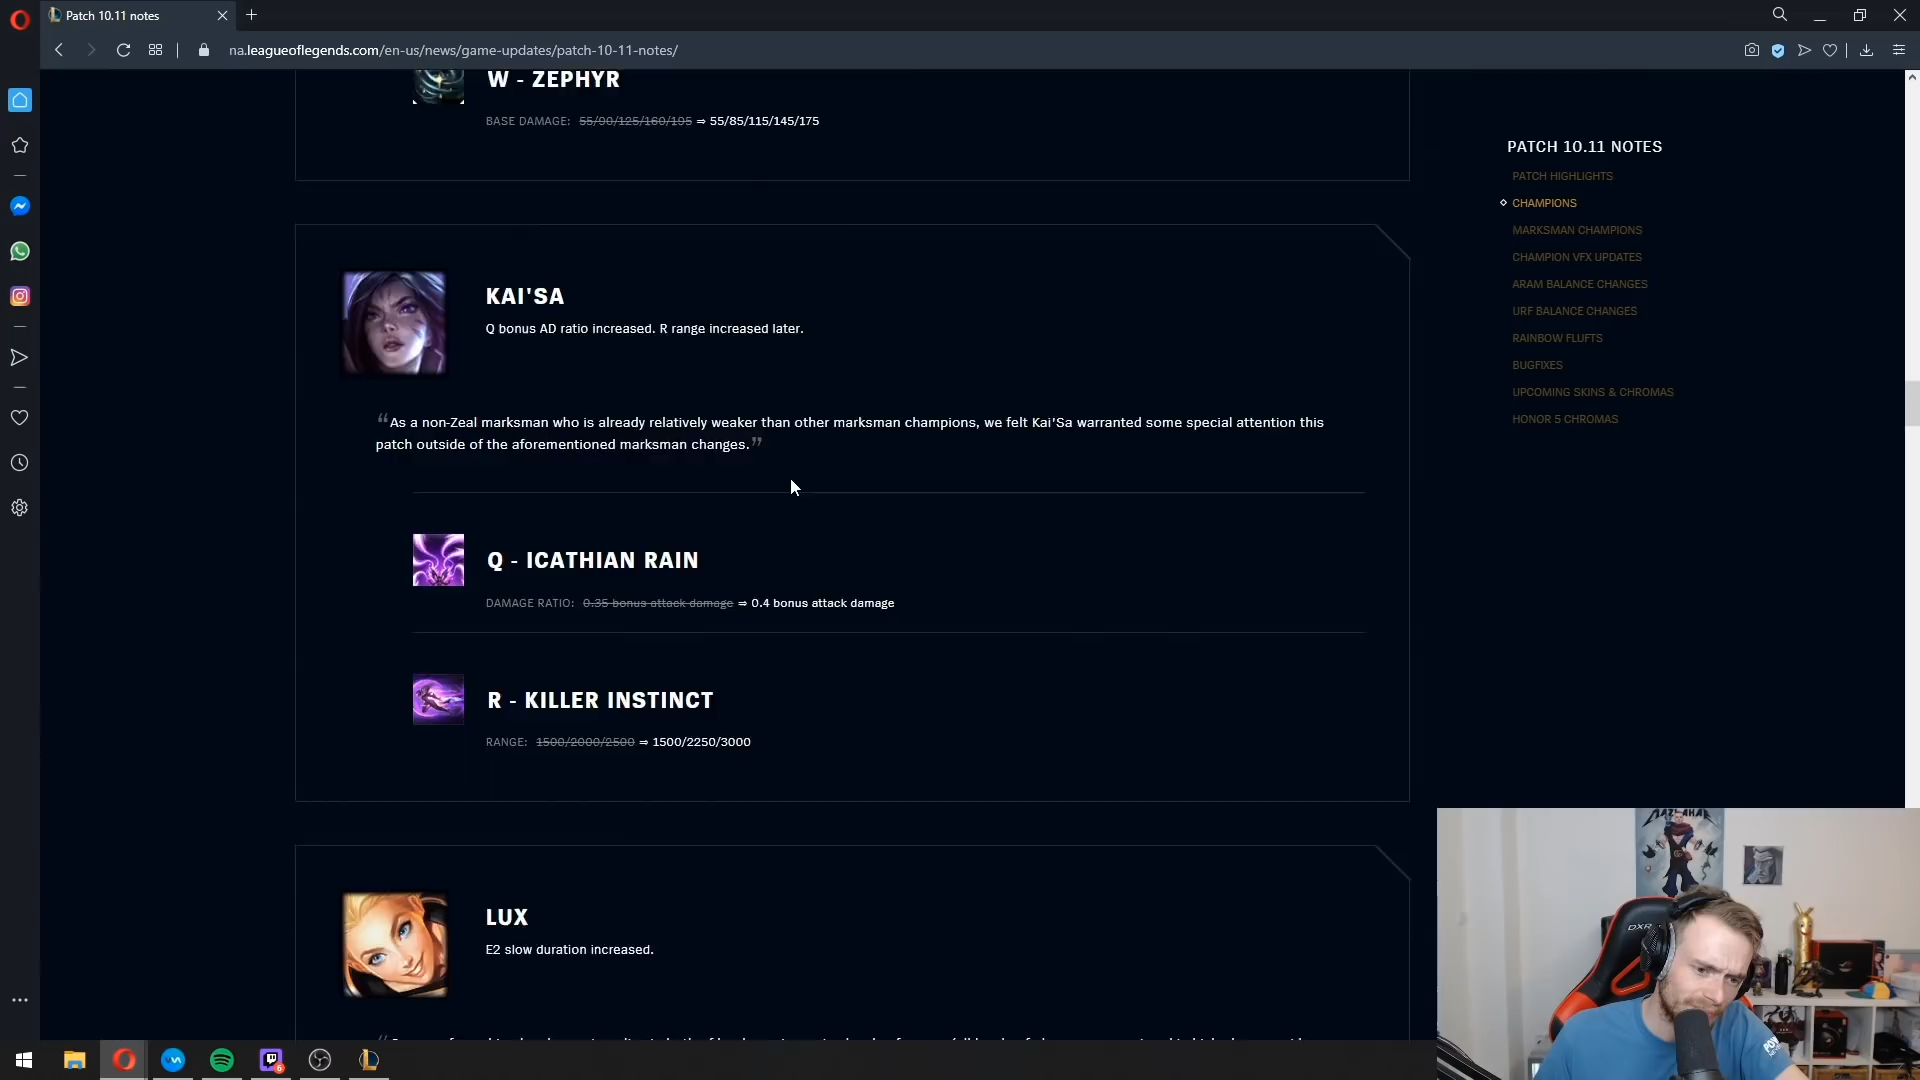 Patch 10.11 notes
na.leagueoflegends.com/en-us/news/game-updates/patch-10-11-notes/
W - ZEPHYR
BASE DAMAGE: 55/90/125/160/195 ⇒ 55/85/115/145/175
KAI'SA
Q bonus AD ratio increased. R range increased later.
“As a non-Zeal marksman who is already relatively weaker than other marksman champions, we felt Kai'Sa warranted some special attention this
patch outside of the aforementioned marksman changes.”
Q - ICATHIAN RAIN
DAMAGE RATIO: 0.35 bonus attack damage ⇒ 0.4 bonus attack damage
R - KILLER INSTINCT
RANGE: 1500/2000/2500 ⇒ 1500/2250/3000
LUX
E2 slow duration increased.
PATCH 10.11 NOTES
PATCH HIGHLIGHTS
CHAMPIONS
MARKSMAN CHAMPIONS
CHAMPION VFX UPDATES
ARAM BALANCE CHANGES
URF BALANCE CHANGES
RAINBOW FLUFTS
BUGFIXES
UPCOMING SKINS & CHROMAS
HONOR 5 CHROMAS
DXR
6